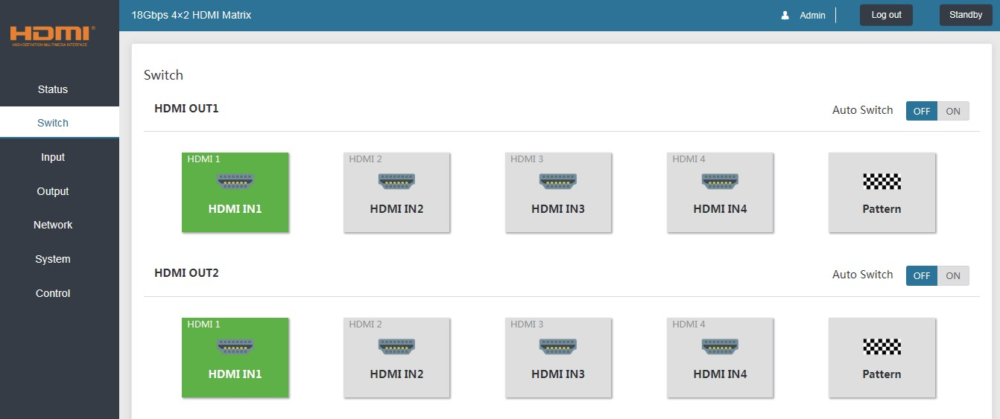 HDMI®
HIGH DEFINITION MULTIMEDIA INTERFACE
18Gbps 4×2 HDMI Matrix
Admin
Log out
Standby
Status
Switch
Input
Output
Network
System
Control
Switch
HDMI OUT1
Auto Switch OFF ON
HDMI 1 HDMI 2 HDMI 3 HDMI 4
HDMI IN1 HDMI IN2 HDMI IN3 HDMI IN4 Pattern
HDMI OUT2
Auto Switch OFF ON
HDMI 1 HDMI 2 HDMI 3 HDMI 4
HDMI IN1 HDMI IN2 HDMI IN3 HDMI IN4 Pattern